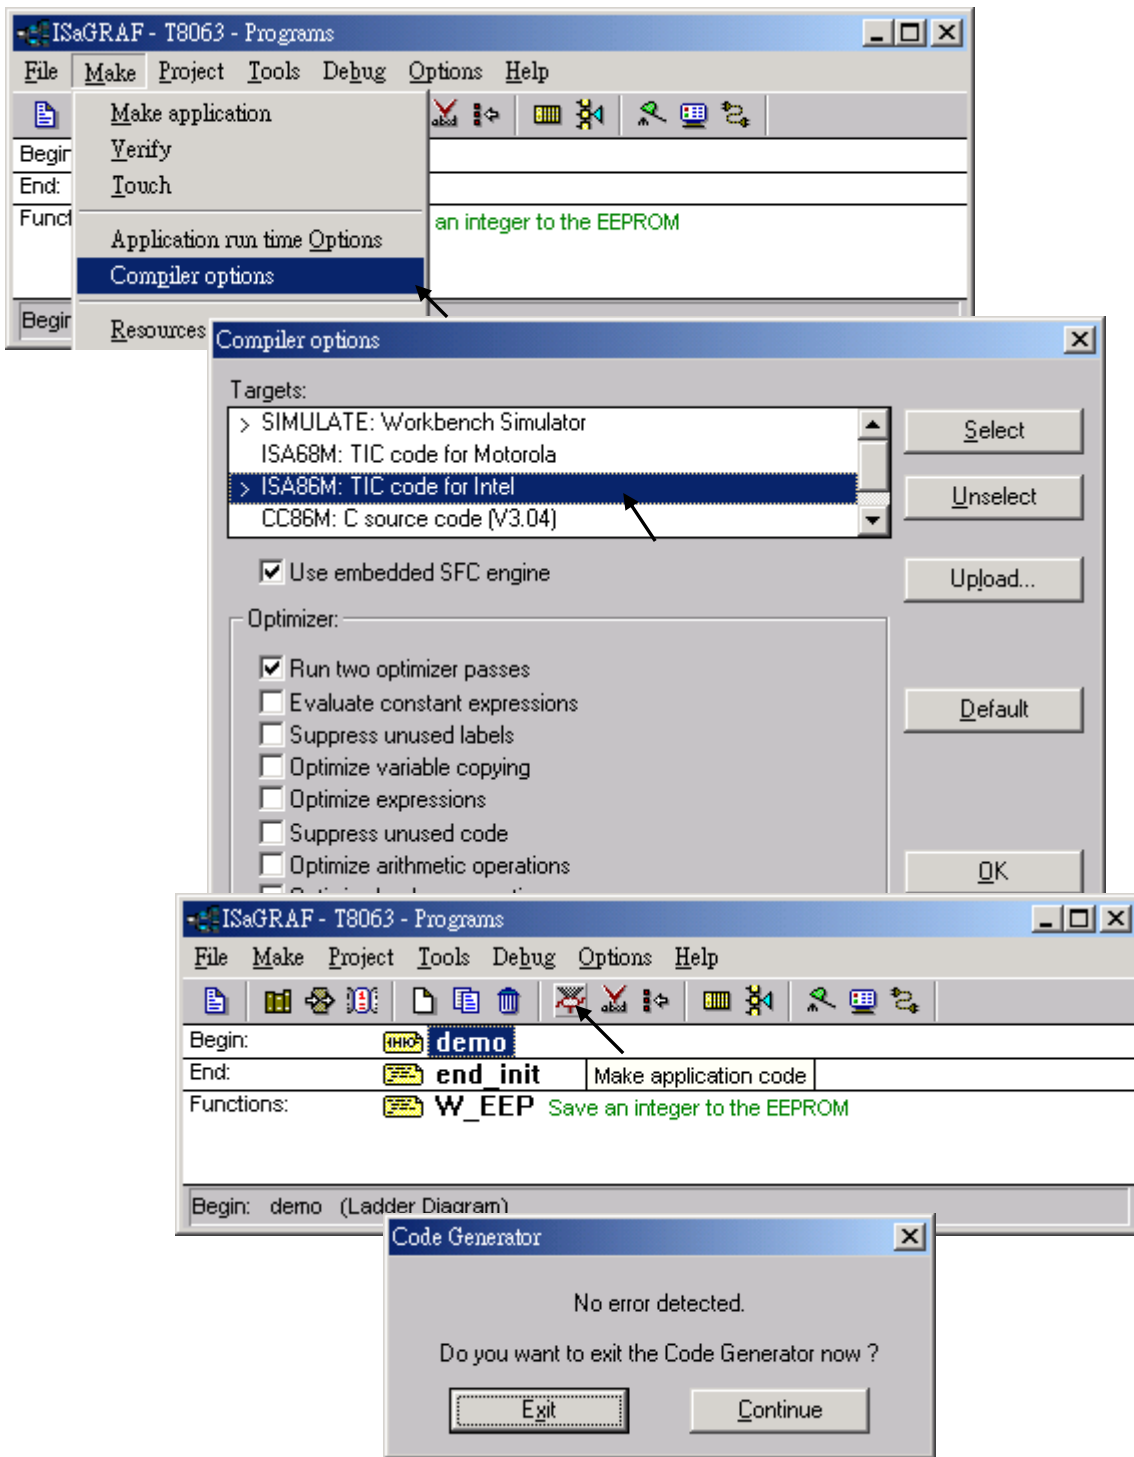 ISaGRAF - T8063 - Programs
File Make Project Tools Debug Options Help
Make application
Verify
Touch
Application run time Options
Compiler options
Resources
Begin
End:
Funct
an integer to the EEPROM
Begin
Compiler options
Targets:
> SIMULATE: Workbench Simulator
ISA68M: TIC code for Motorola
> ISA86M: TIC code for Intel
CC86M: C source code (V3.04)
Select
Unselect
Upload...
Default
OK
Use embedded SFC engine
Optimizer:
Run two optimizer passes
Evaluate constant expressions
Suppress unused labels
Optimize variable copying
Optimize expressions
Suppress unused code
Optimize arithmetic operations
ISaGRAF - T8063 - Programs
File Make Project Tools Debug Options Help
Begin: demo
End: end_init
Make application code
Functions: W_EEP Save an integer to the EEPROM
Begin: demo (Ladder Diagram)
Code Generator
No error detected.
Do you want to exit the Code Generator now ?
Exit Continue